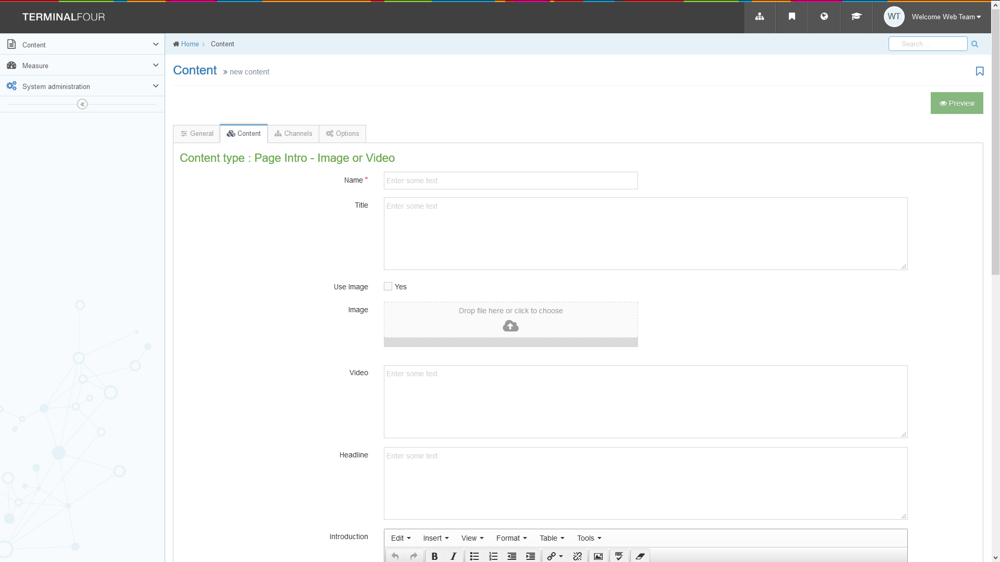 TERMINALFOUR
WT
Welcome Web Team
Content
Measure
System administration
Home
Content
Search ...
Content
» new content
Preview
General
Content
Channels
Options
Content type : Page Intro - Image or Video
Name *
Enter some text
Title
Enter some text
Use Image
Yes
Image
Drop file here or click to choose
Video
Enter some text
Headline
Enter some text
Introduction
Edit
Insert
View
Format
Table
Tools
B
I
ABC